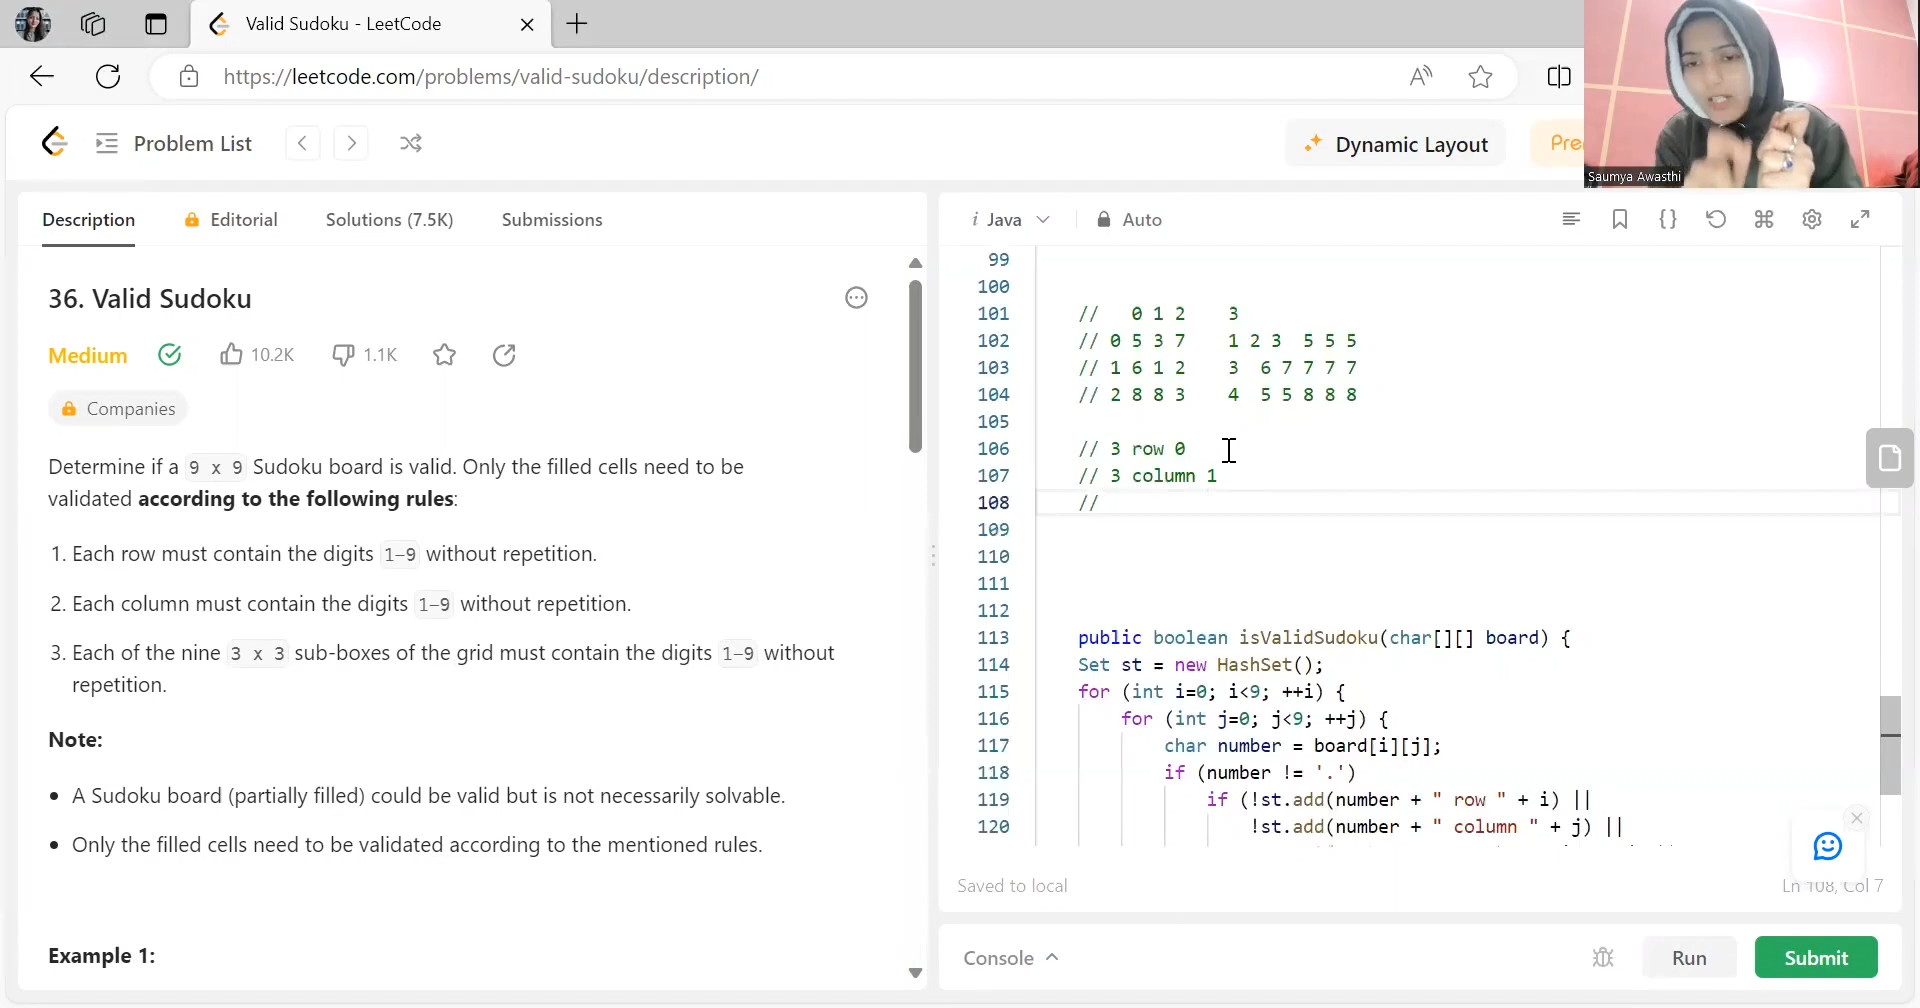 Valid Sudoku - LeetCode
https://leetcode.com/problems/valid-sudoku/description/
Problem List
Dynamic Layout
Pre
Saumya Awasthi
Description
Editorial
Solutions (7.5K)
Submissions
36. Valid Sudoku
Medium
10.2K
1.1K
Companies
Determine if a 9 x 9 Sudoku board is valid. Only the filled cells need to be
validated according to the following rules:
1. Each row must contain the digits 1-9 without repetition.
2. Each column must contain the digits 1-9 without repetition.
3. Each of the nine 3 x 3 sub-boxes of the grid must contain the digits 1-9 without
repetition.
Note:
• A Sudoku board (partially filled) could be valid but is not necessarily solvable.
• Only the filled cells need to be validated according to the mentioned rules.
Example 1:
i Java
Auto
99
100
101 //   0 1 2    3
102 // 0 5 3 7    1 2 3  5 5 5
103 // 1 6 1 2    3  6 7 7 7 7
104 // 2 8 8 3    4  5 5 8 8 8
105
106 // 3 row 0
107 // 3 column 1
108 //
109
110
111
112
113 public boolean isValidSudoku(char[][] board) {
114 Set st = new HashSet();
115 for (int i=0; i<9; ++i) {
116     for (int j=0; j<9; ++j) {
117         char number = board[i][j];
118         if (number != '.')
119             if (!st.add(number + " row " + i) ||
120                 !st.add(number + " column " + j) ||
Saved to local
Ln 108, Col 7
Console
Run
Submit